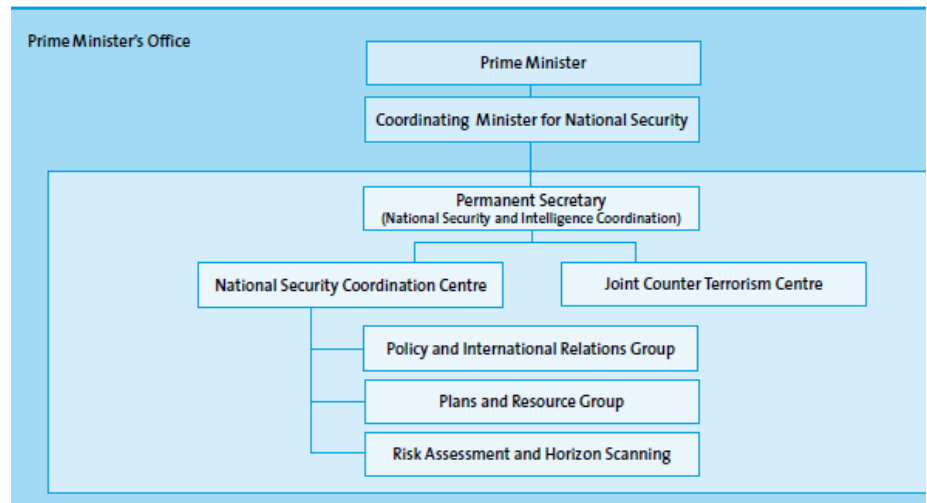 Prime Minister's Office
Prime Minister
Coordinating Minister for National Security
Permanent Secretary
(National Security and Intelligence Coordination)
National Security Coordination Centre
Joint Counter Terrorism Centre
Policy and International Relations Group
Plans and Resource Group
Risk Assessment and Horizon Scanning